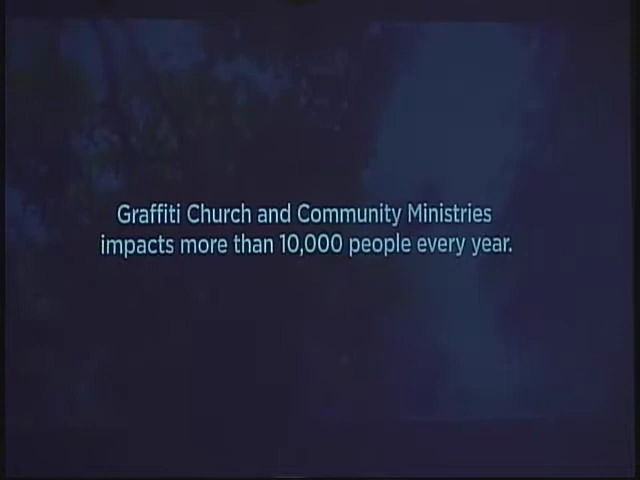 Graffiti Church and Community Ministries
impacts more than 10,000 people every year.